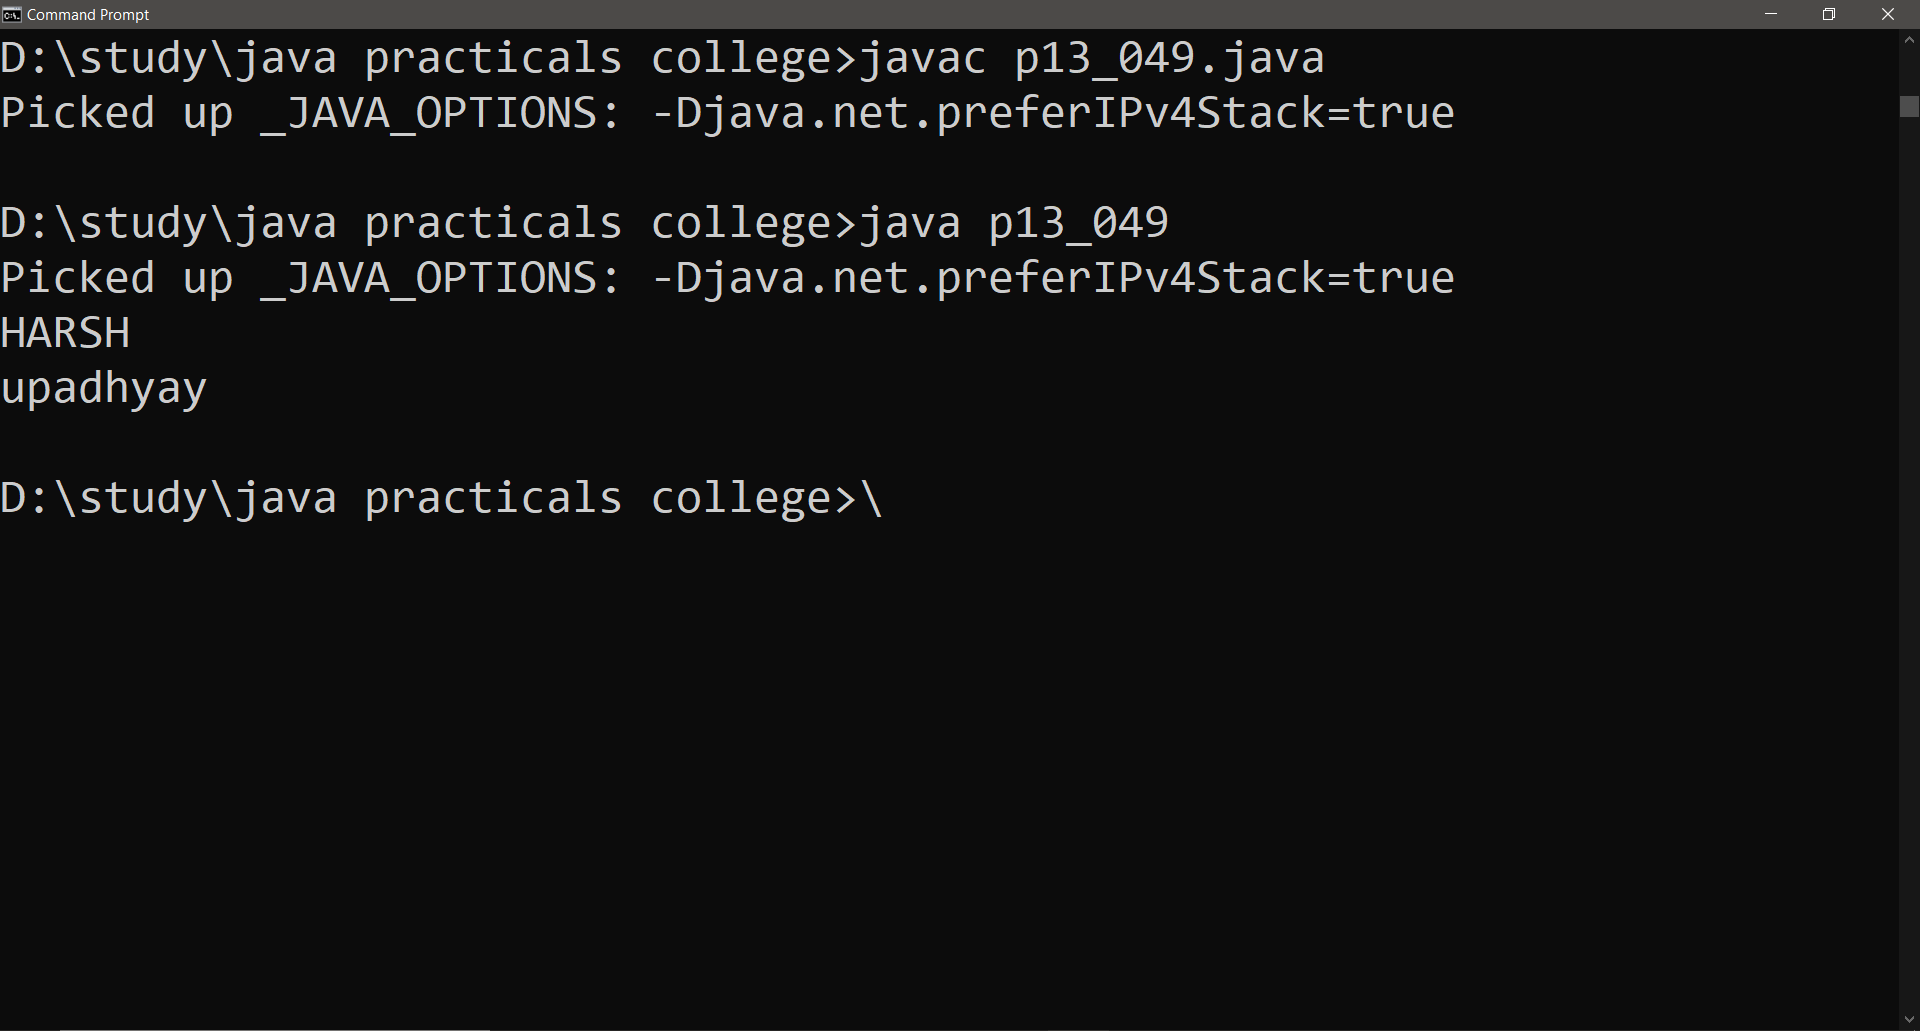 Command Prompt
D:\study\java practicals college>javac p13_049.java
Picked up _JAVA_OPTIONS: -Djava.net.preferIPv4Stack=true
D:\study\java practicals college>java p13_049
Picked up _JAVA_OPTIONS: -Djava.net.preferIPv4Stack=true
HARSH
upadhyay
D:\study\java practicals college>\